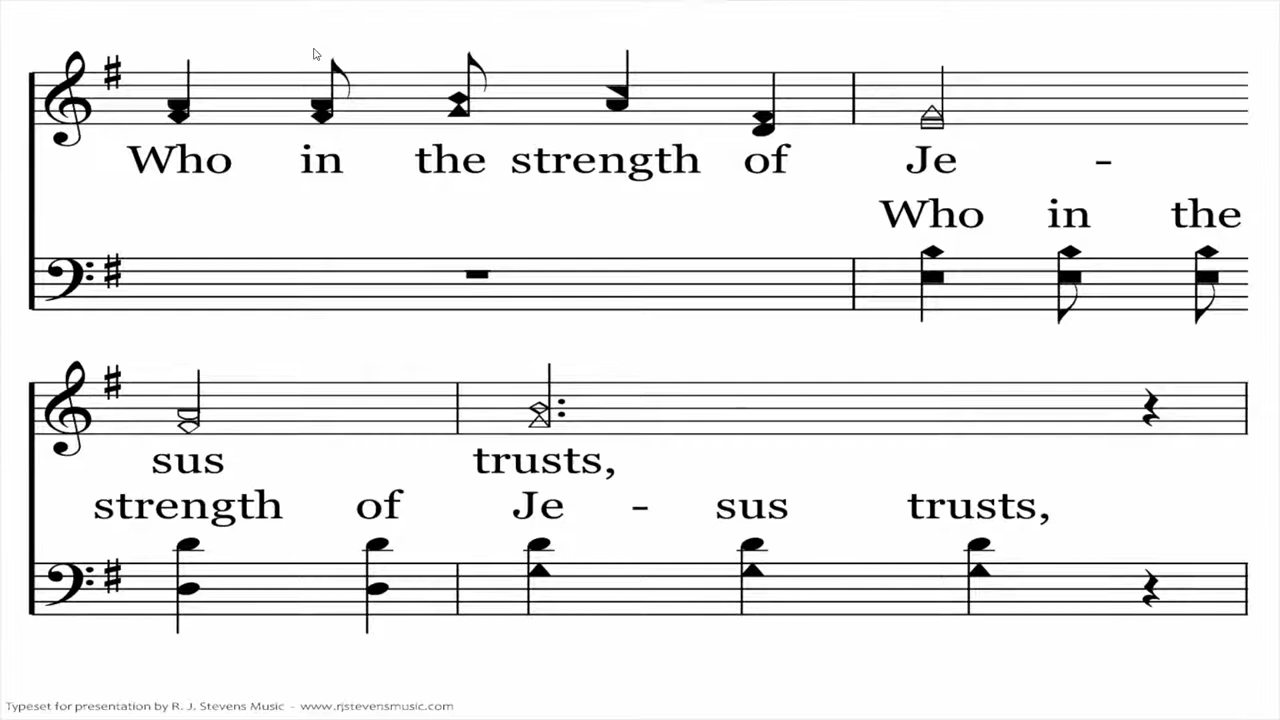 Who in the strength of Je -
Who in the
sus trusts,
strength of Je - sus trusts,
Typeset for presentation by R. J. Stevens Music - www.rjstevensmusic.com